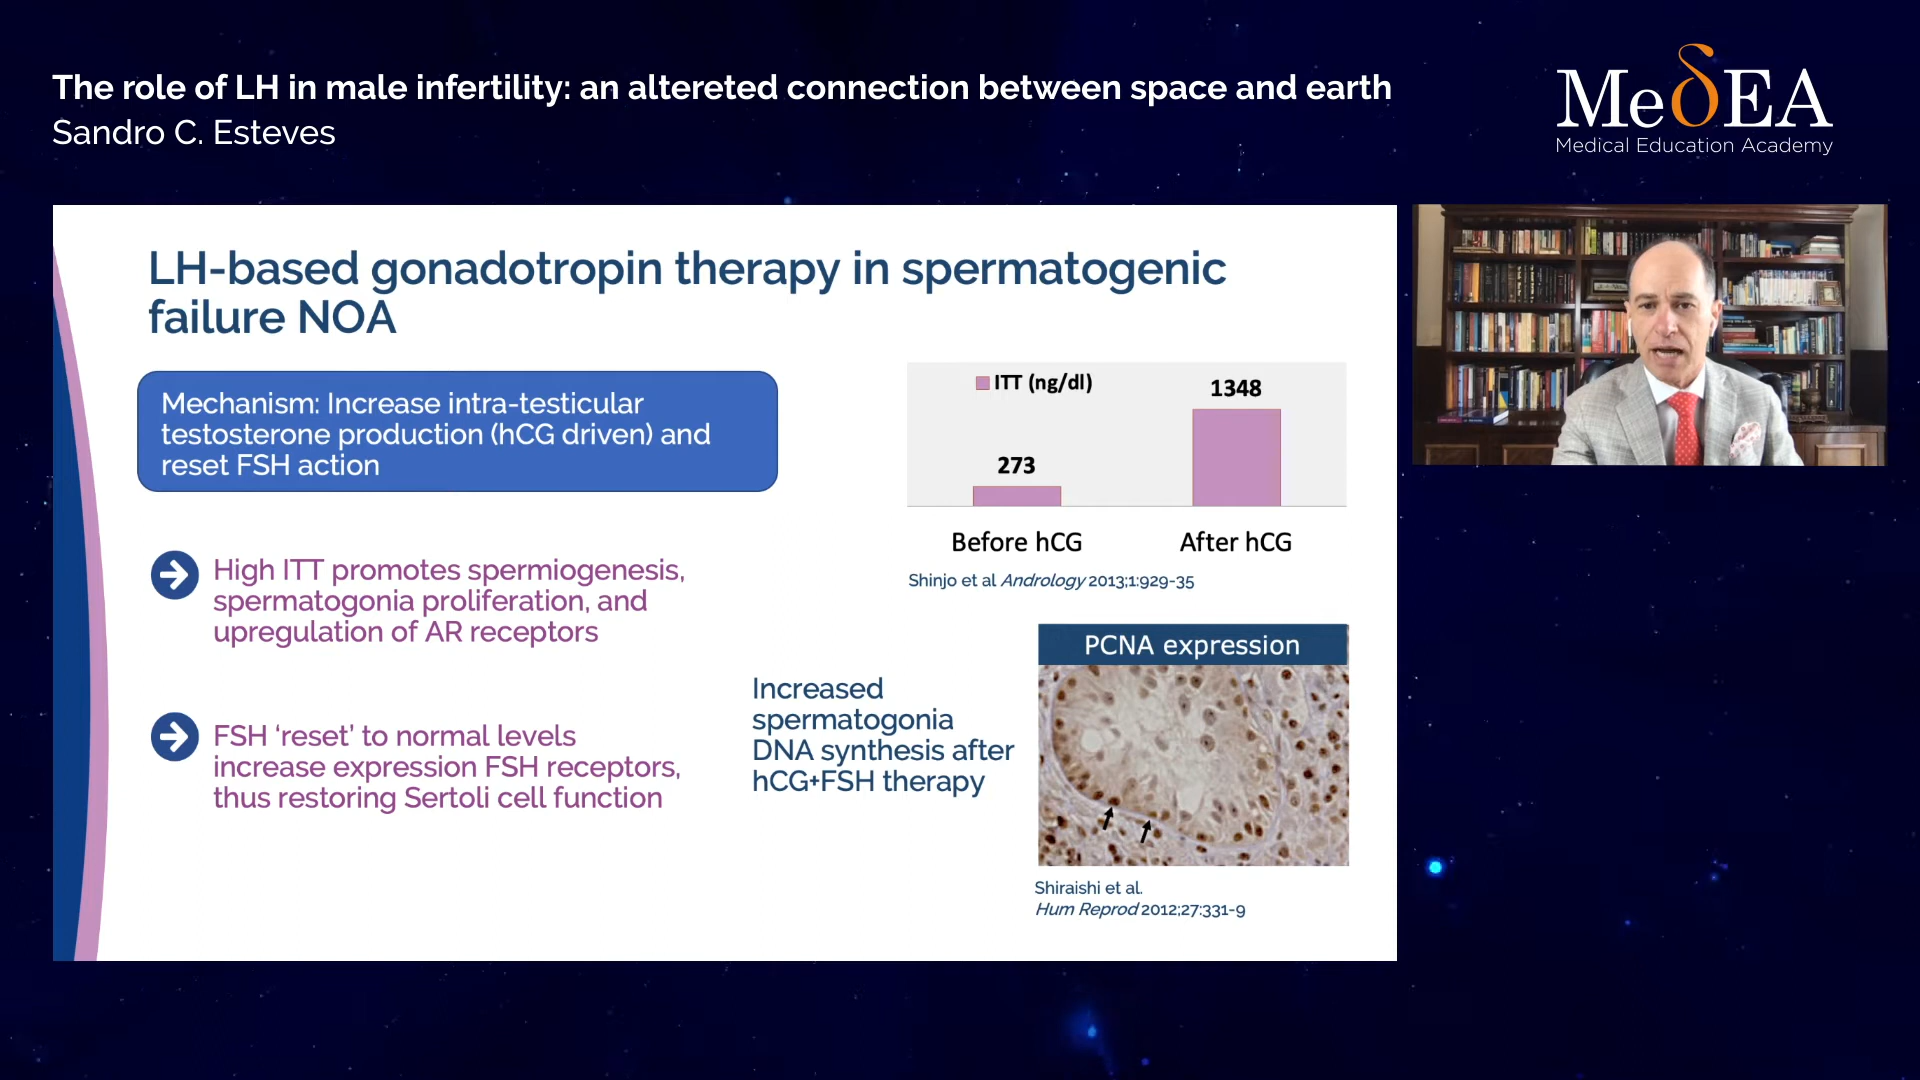 The role of LH in male infertility: an altereted connection between space and earth
Sandro C. Esteves
MeδEA
Medical Education Academy
LH-based gonadotropin therapy in spermatogenic
failure NOA
Mechanism: Increase intra-testicular
testosterone production (hCG driven) and
reset FSH action
High ITT promotes spermiogenesis,
spermatogonia proliferation, and
upregulation of AR receptors
FSH ‘reset’ to normal levels
increase expression FSH receptors,
thus restoring Sertoli cell function
ITT (ng/dl)
273
1348
Before hCG
After hCG
Shinjo et al Andrology 2013;1:929-35
Increased
spermatogonia
DNA synthesis after
hCG+FSH therapy
PCNA expression
Shiraishi et al.
Hum Reprod 2012;27:331-9